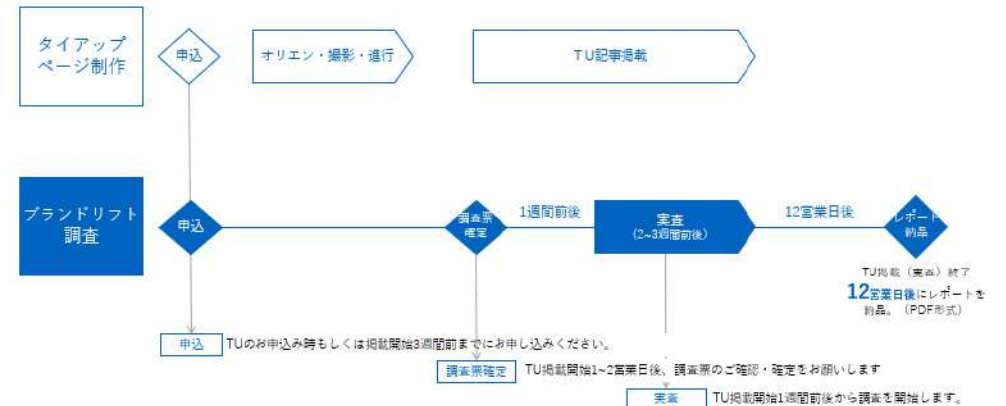 タイアップ
ページ制作
申込
オリエン・撮影・進行
TU記事掲載
ブランドリフト
調査
申込
調査票
確定
1週間前後
実査
（2~3週間前後）
12営業日後
レポート
納品
TU掲載（実査）終了
12営業日後にレポートを
納品。（PDF形式）
申込 TUのお申込み時もしくは掲載開始3週間前までにお申し込みください。
調査票確定 TU掲載開始1~2営業日後、調査票のご確認・確定をお願いします
実査 TU掲載開始1週間前後から調査を開始します。